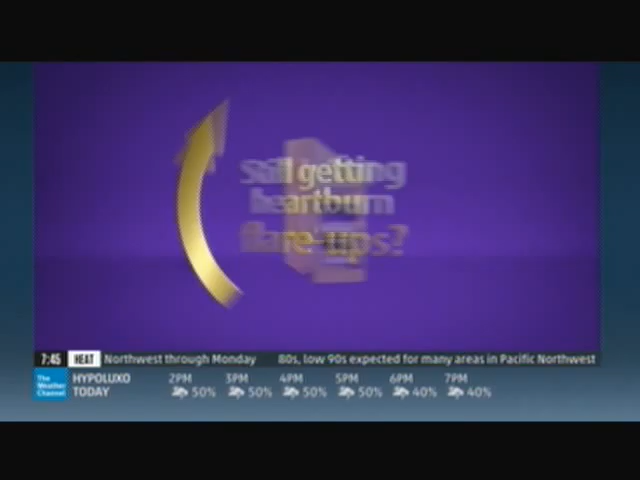 Still getting
heartburn
flare-ups?
7:45 HEAT Northwest through Monday 80s, low 90s expected for many areas in Pacific Northwest
The
Weather
Channel
HYPOLUXO
TODAY
2PM 3PM 4PM 5PM 6PM 7PM
50% 50% 50% 50% 40% 40%